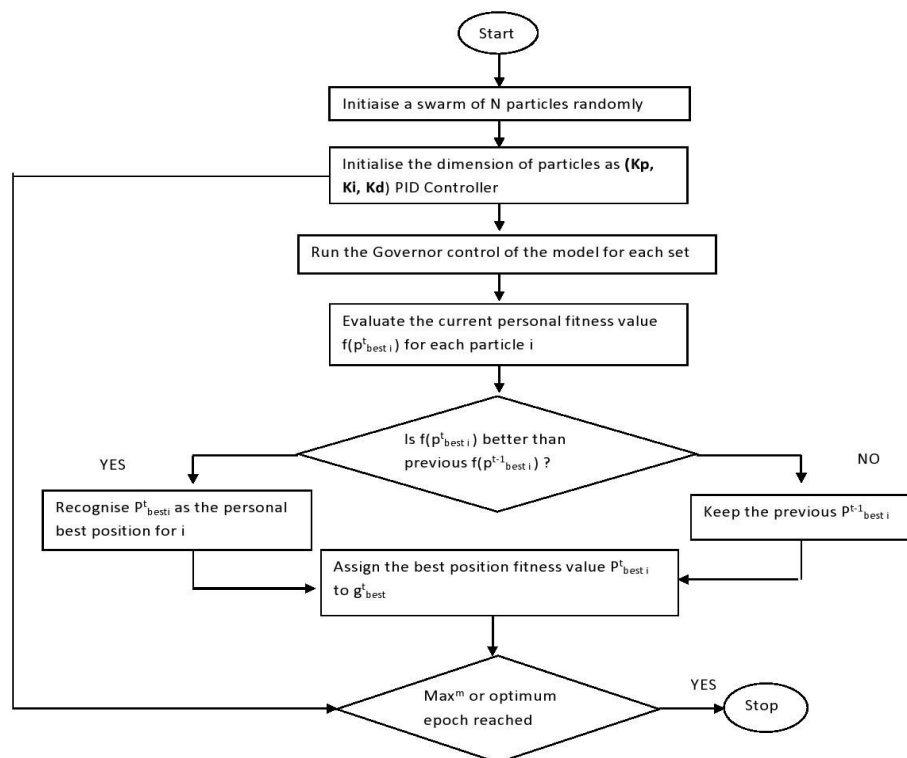 Start
Initiaise a swarm of N particles randomly
Initialise the dimension of particles as (Kp,
Ki, Kd) PID Controller
Run the Governor control of the model for each set
Evaluate the current personal fitness value
f(pᵗbest i) for each particle i
Is f(pᵗbest i) better than
previous f(pᵗ⁻¹best i) ?
YES
NO
Recognise Pᵗbesti as the personal
best position for i
Keep the previous Pᵗ⁻¹best i
Assign the best position fitness value Pᵗbest i
to gᵗbest
Maxᵐ or optimum
epoch reached
YES
Stop